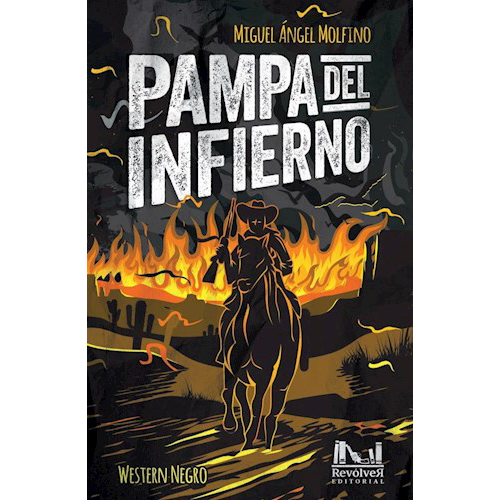 Miguel Ángel Molfino
PAMPA DEL
INFIERNO
Western Negro
RevólveR
EDITORIAL